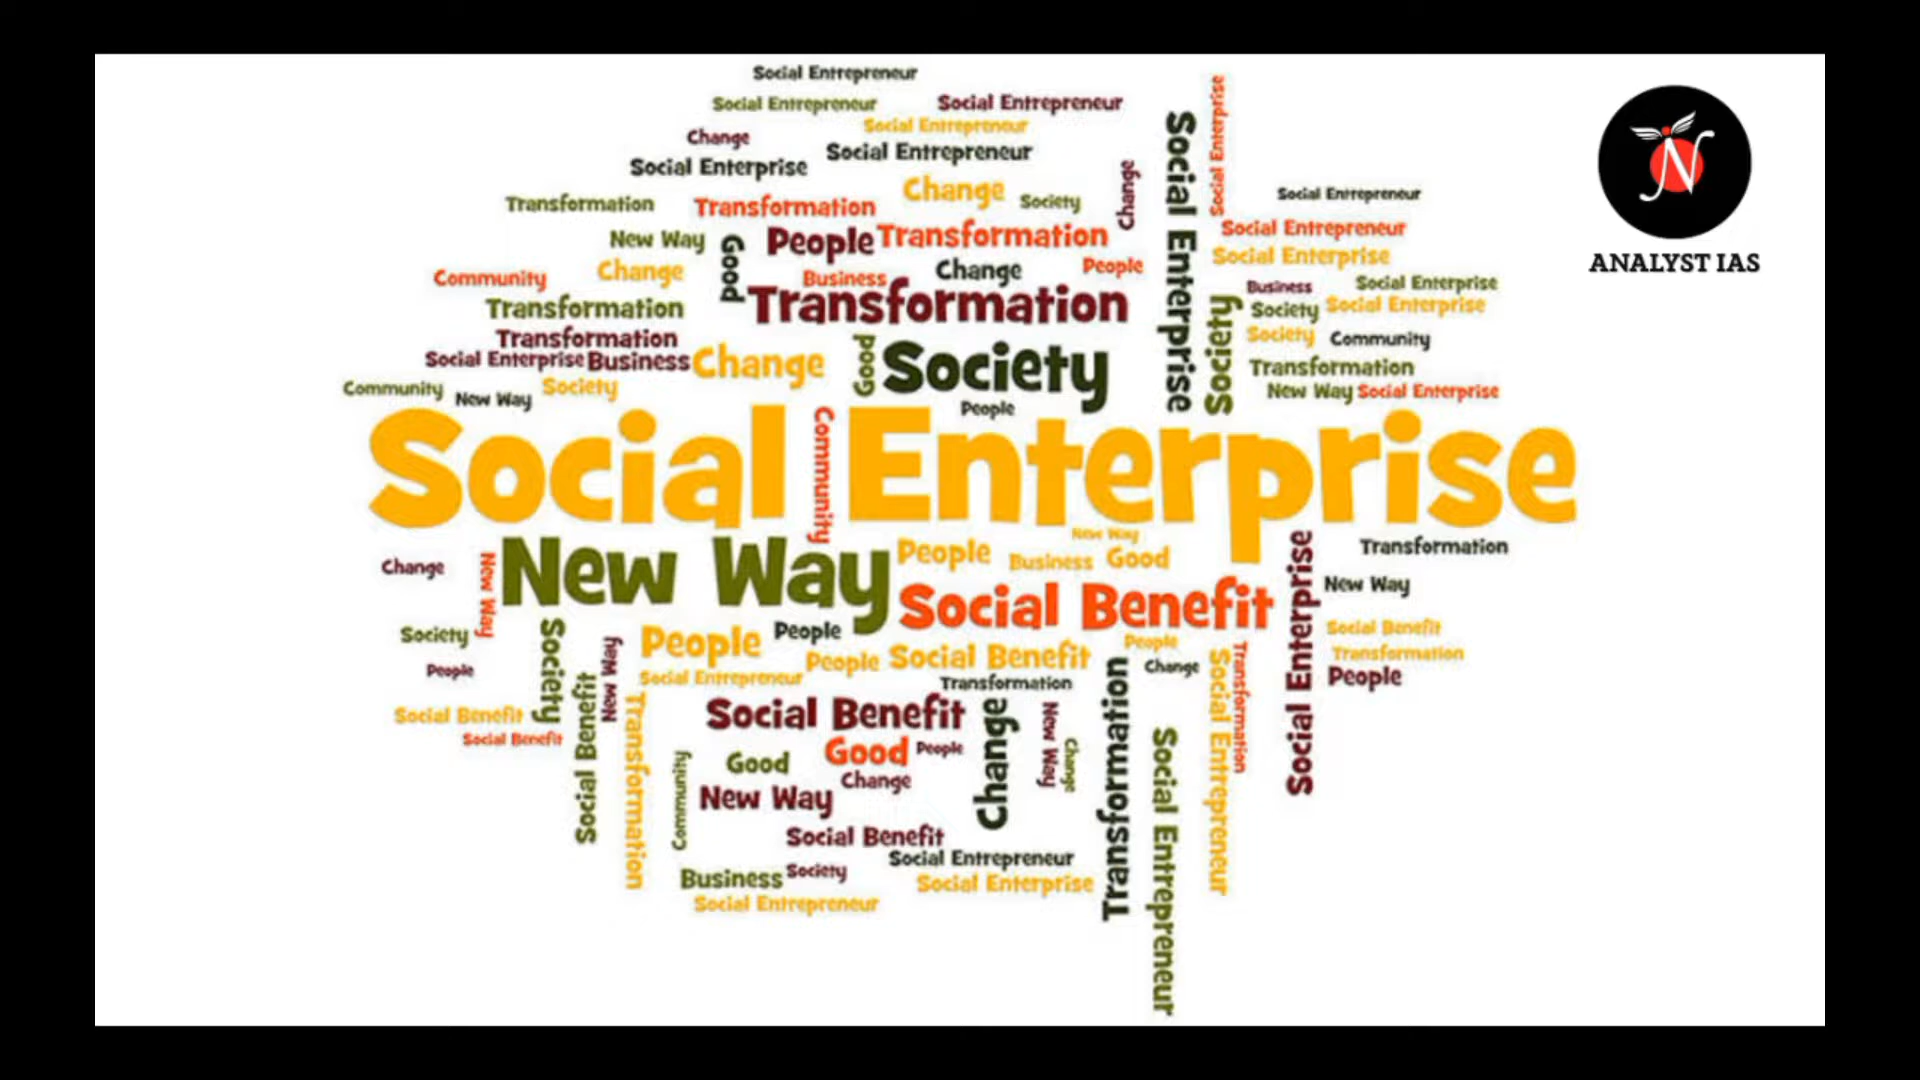 Social Entrepreneur
Social Entrepreneur
Social Entrepreneur
Social Entrepreneur
Change
Social Entrepreneur
Social Enterprise
Change
Social Enterprise
Social Enterprise
Change
Social Entrepreneur
Transformation
Transformation
Society
New Way
Good
People
Transformation
Social Entrepreneur
Social Enterprise
ANALYST IAS
Community
Change
Business
Change
People
Business
Social Enterprise
Transformation
Transformation
Society
Society
Social Enterprise
Transformation
Society
Community
Social Enterprise
Business
Change
Good
Society
Transformation
Community
New Way
Society
People
New Way
Social Enterprise
Social Enterprise
Community
New Way
Change
New Way
New Way
People
Business
Good
Social Enterprise
Transformation
New Way
Social Benefit
Society
Society
New Way
People
People
People
Social Benefit
People
Change
Transformation
Social Benefit
Transformation
People
People
Social Entrepreneur
Transformation
Transformation
Social Entrepreneur
Social Benefit
Social Benefit
Social Benefit
Transformation
Social Benefit
Change
New Way
Change
Social Entrepreneur
Community
Good
Good
People
Change
New Way
Social Benefit
Social Entrepreneur
Business
Society
Social Enterprise
Social Entrepreneur